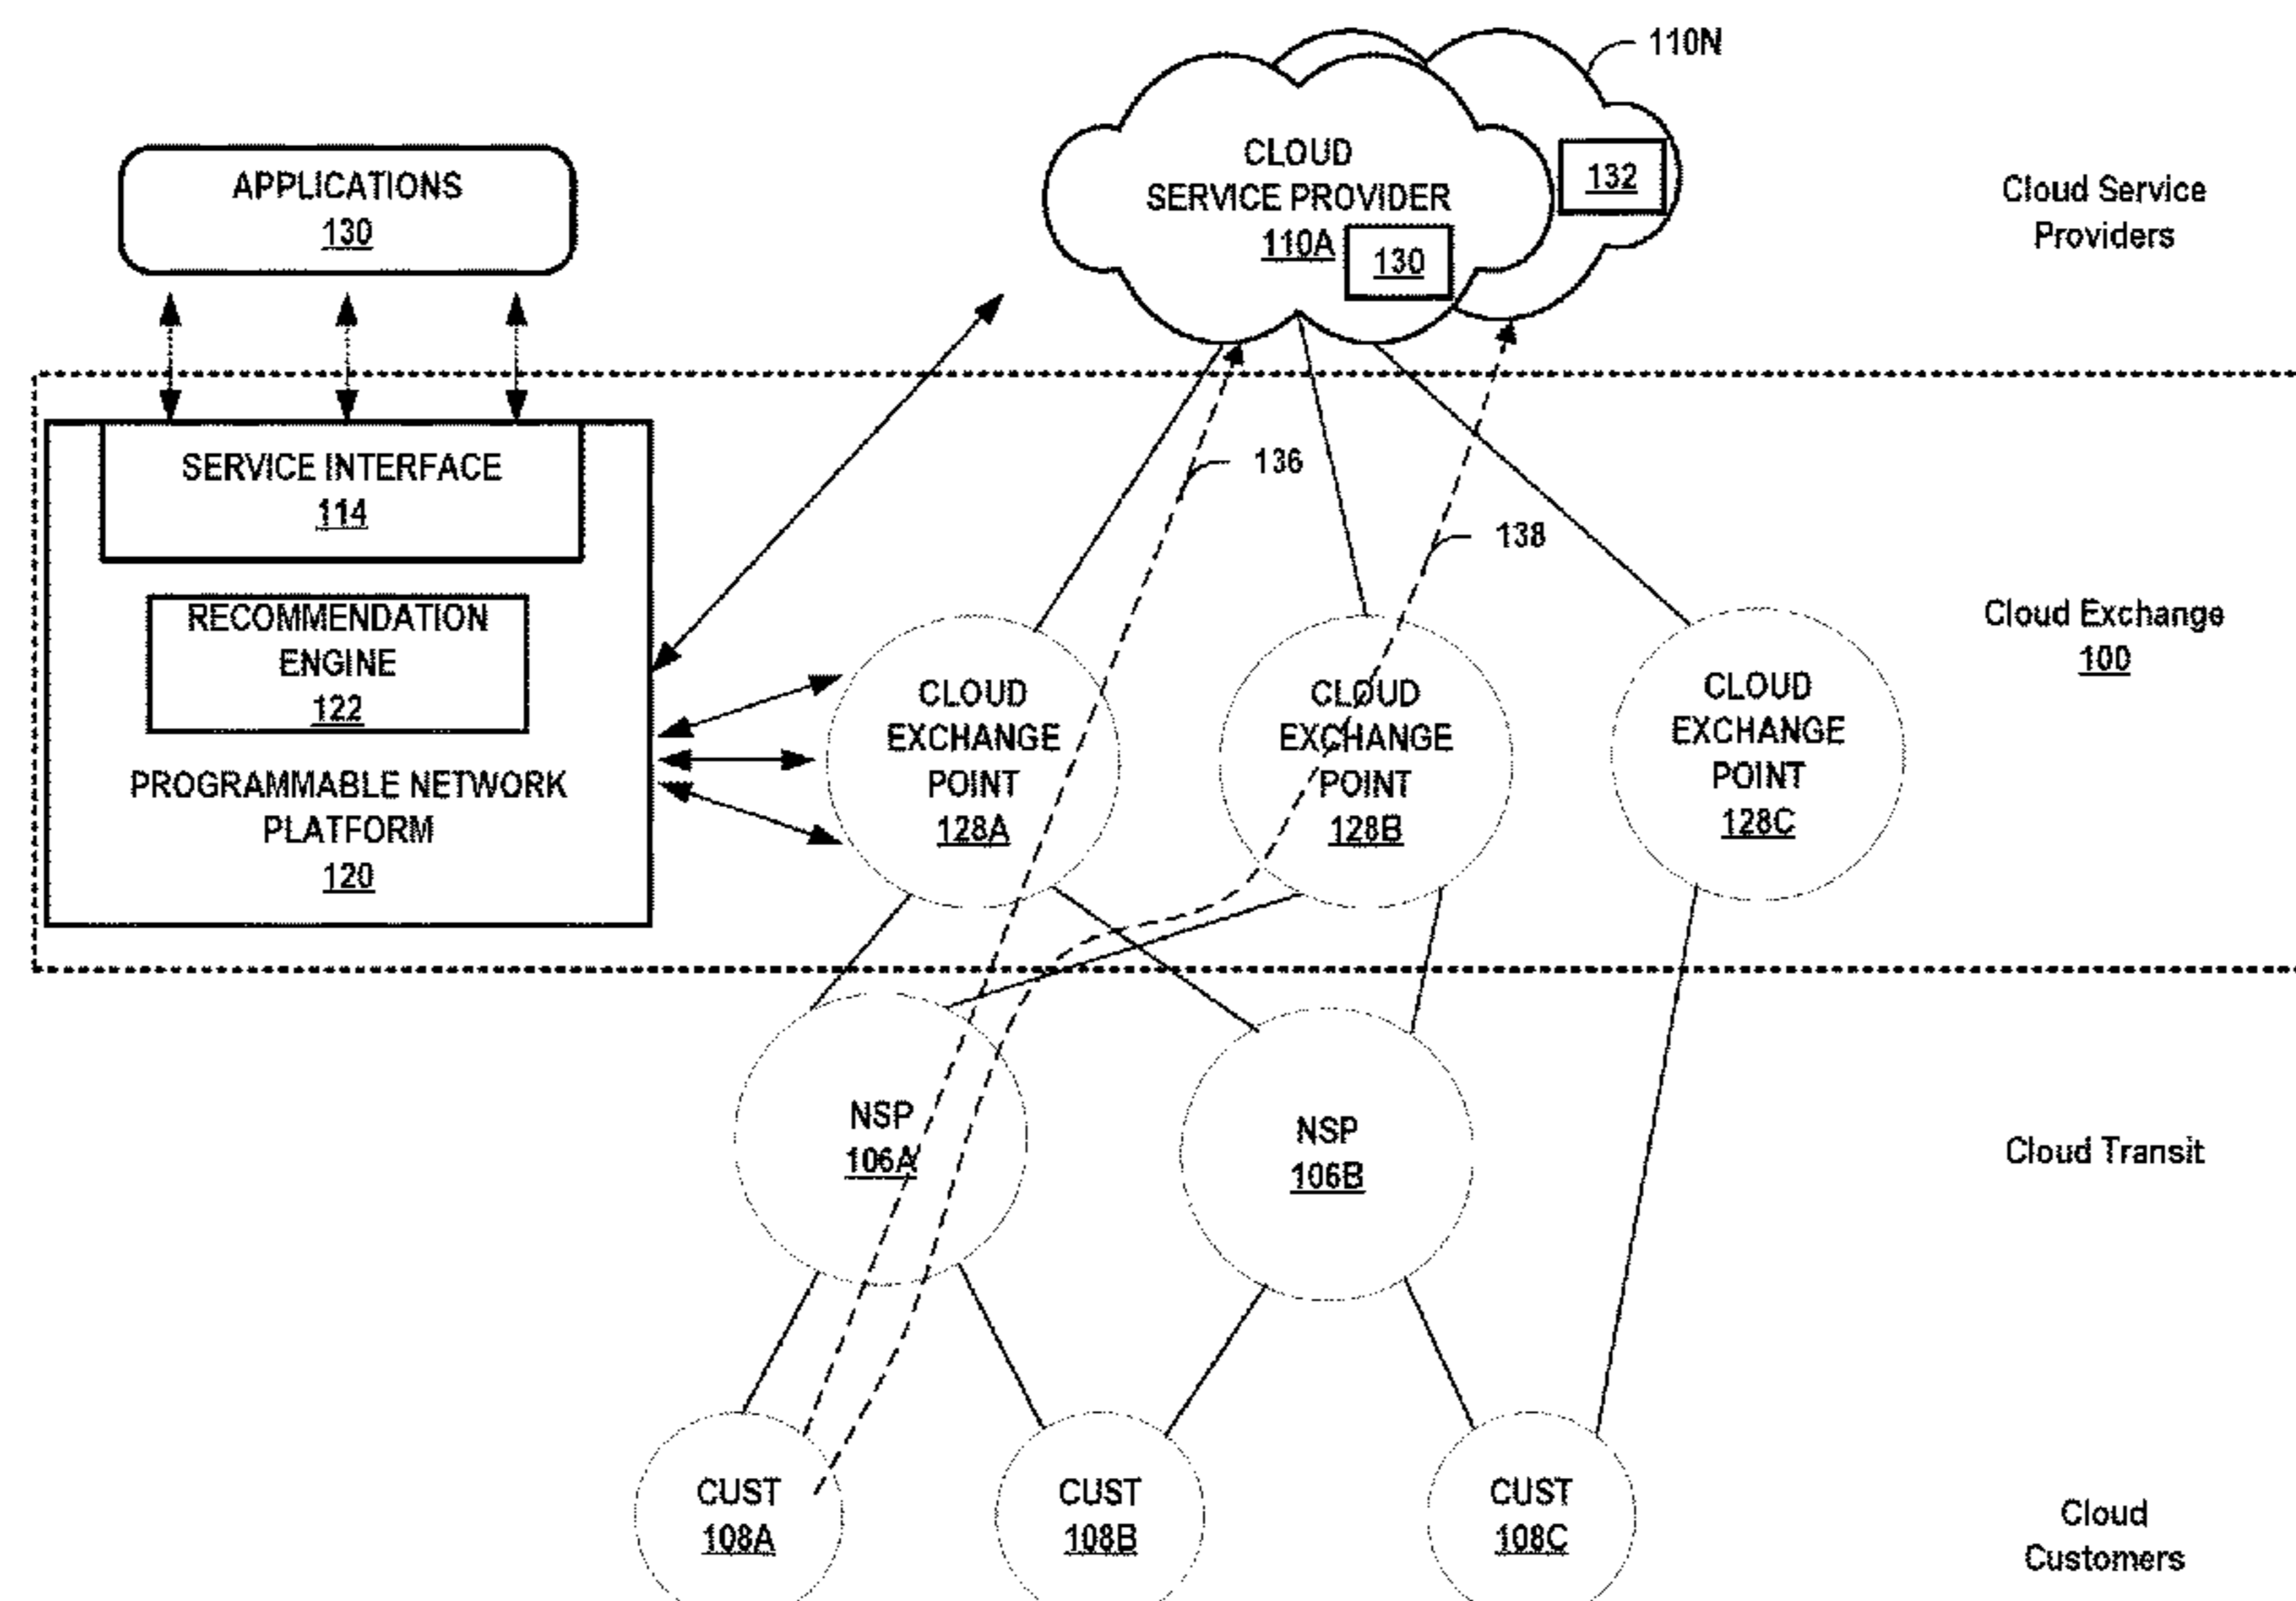 110N
CLOUD
SERVICE PROVIDER
110A
130
132
Cloud Service
Providers
APPLICATIONS
130
SERVICE INTERFACE
114
RECOMMENDATION
ENGINE
122
PROGRAMMABLE NETWORK
PLATFORM
120
136
138
CLOUD
EXCHANGE
POINT
128A
CLOUD
EXCHANGE
POINT
128B
CLOUD
EXCHANGE
POINT
128C
Cloud Exchange
100
NSP
106A
NSP
106B
Cloud Transit
CUST
108A
CUST
108B
CUST
108C
Cloud
Customers